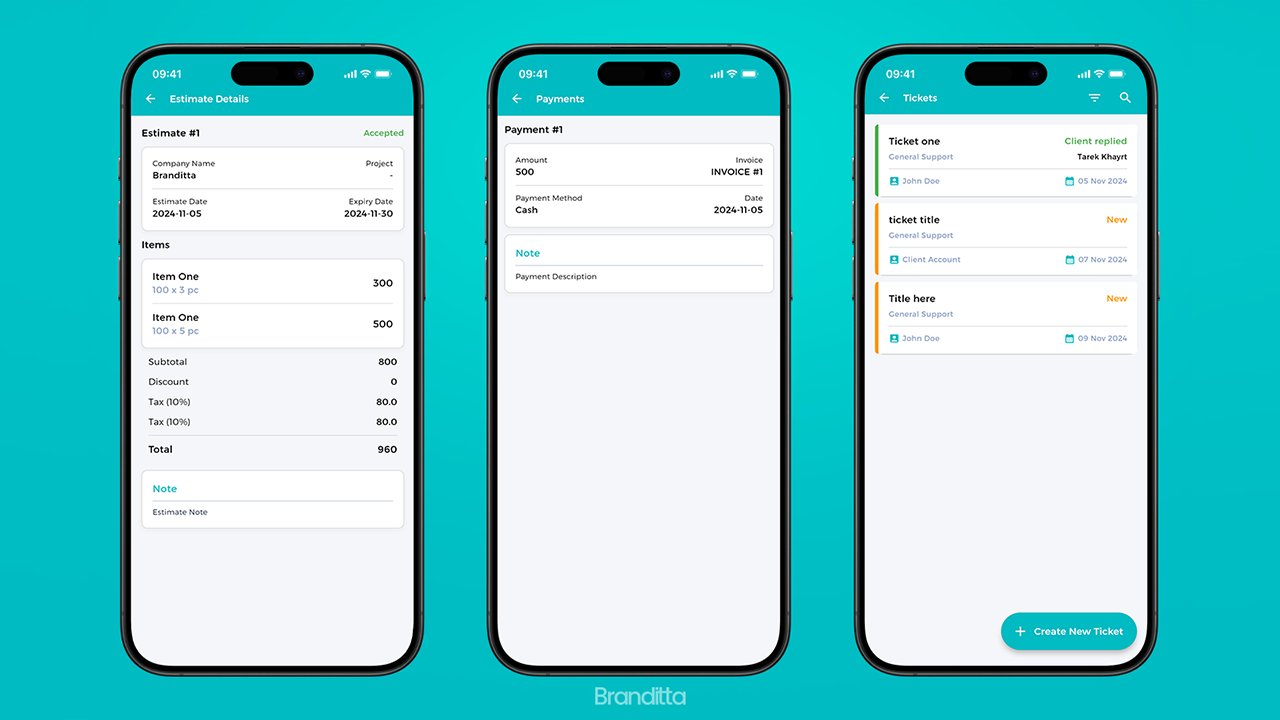 09:41
Estimate Details
Estimate #1 Accepted
Company Name Project
Branditta -
Estimate Date Expiry Date
2024-11-05 2024-11-30
Items
Item One 300
100 x 3 pc
Item One 500
100 x 5 pc
Subtotal 800
Discount 0
Tax (10%) 80.0
Tax (10%) 80.0
Total 960
Note
Estimate Note
09:41
Payments
Payment #1
Amount Invoice
500 INVOICE #1
Payment Method Date
Cash 2024-11-05
Note
Payment Description
09:41
Tickets
Ticket one Client replied
General Support Tarek Khayrt
John Doe 05 Nov 2024
ticket title New
General Support
Client Account 07 Nov 2024
Title here New
General Support
John Doe 09 Nov 2024
+ Create New Ticket
Branditta